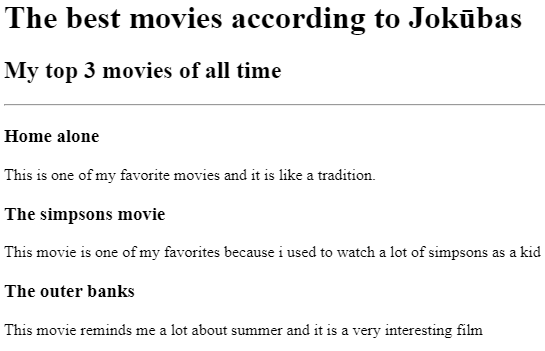 The best movies according to Jokūbas
My top 3 movies of all time
Home alone
This is one of my favorite movies and it is like a tradition.
The simpsons movie
This movie is one of my favorites because i used to watch a lot of simpsons as a kid
The outer banks
This movie reminds me a lot about summer and it is a very interesting film